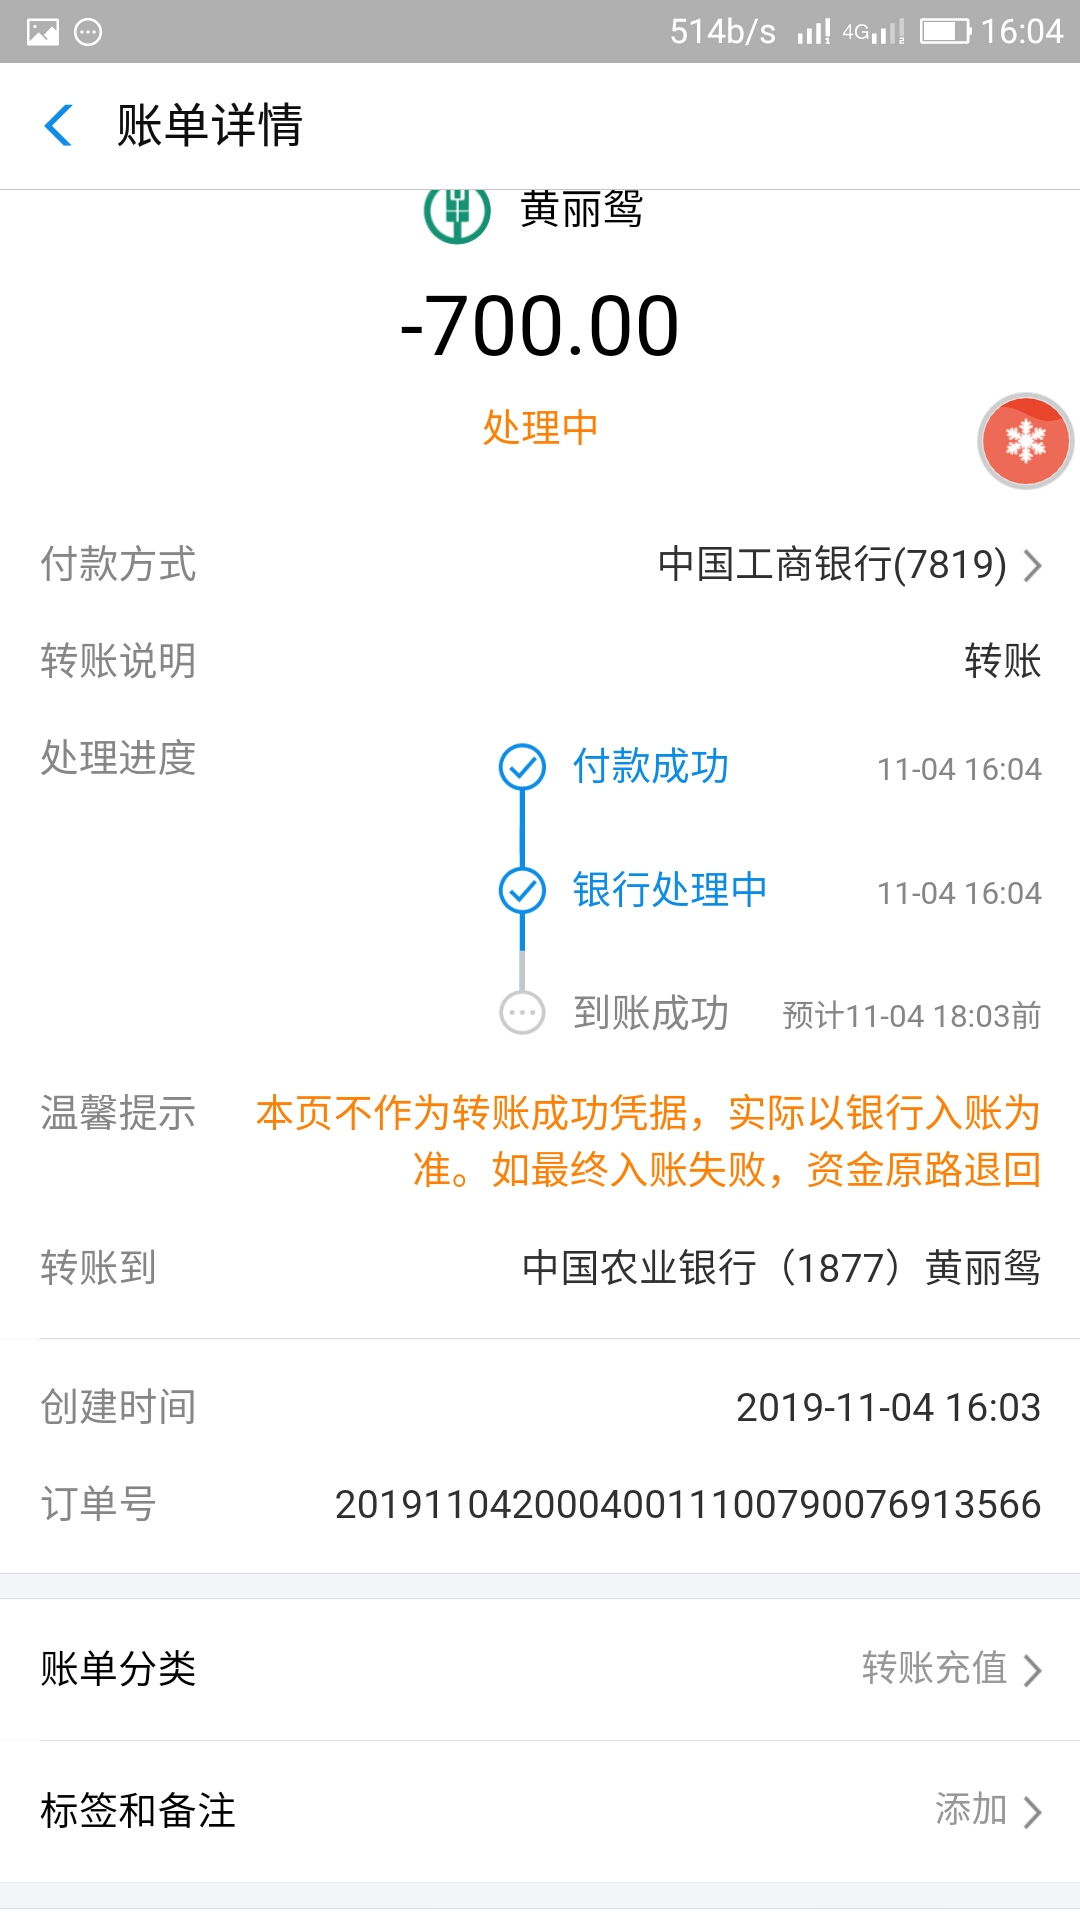 514b/s 4G 16:04
账单详情
黄丽鸳
-700.00
处理中
付款方式 中国工商银行(7819)
转账说明 转账
处理进度 付款成功 11-04 16:04
银行处理中 11-04 16:04
到账成功 预计11-04 18:03前
温馨提示 本页不作为转账成功凭据，实际以银行入账为
准。如最终入账失败，资金原路退回
转账到 中国农业银行（1877）黄丽鸳
创建时间 2019-11-04 16:03
订单号 20191104200040011100790076913566
账单分类 转账充值
标签和备注 添加